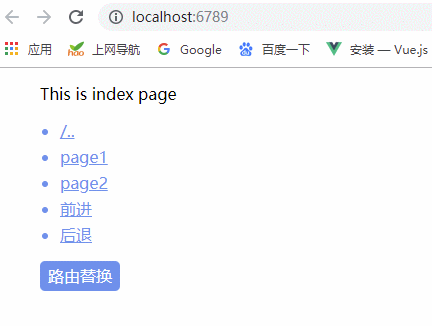 localhost:6789
应用 hao 上网导航 Google 百度一下 安装 — Vue.js
This is index page
/..
page1
page2
前进
后退
路由替换